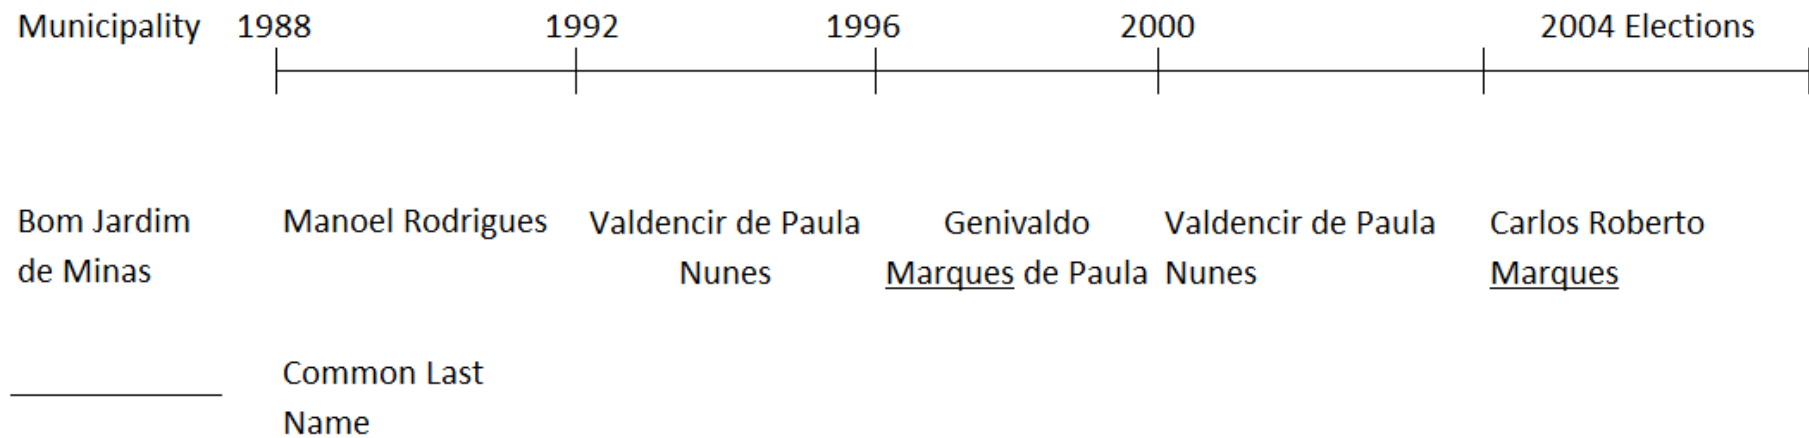 Municipality 1988 1992 1996 2000 2004 Elections
Bom Jardim Manoel Rodrigues Valdencir de Paula Genivaldo Valdencir de Paula Carlos Roberto
de Minas Nunes Marques de Paula Nunes Marques
Common Last
Name